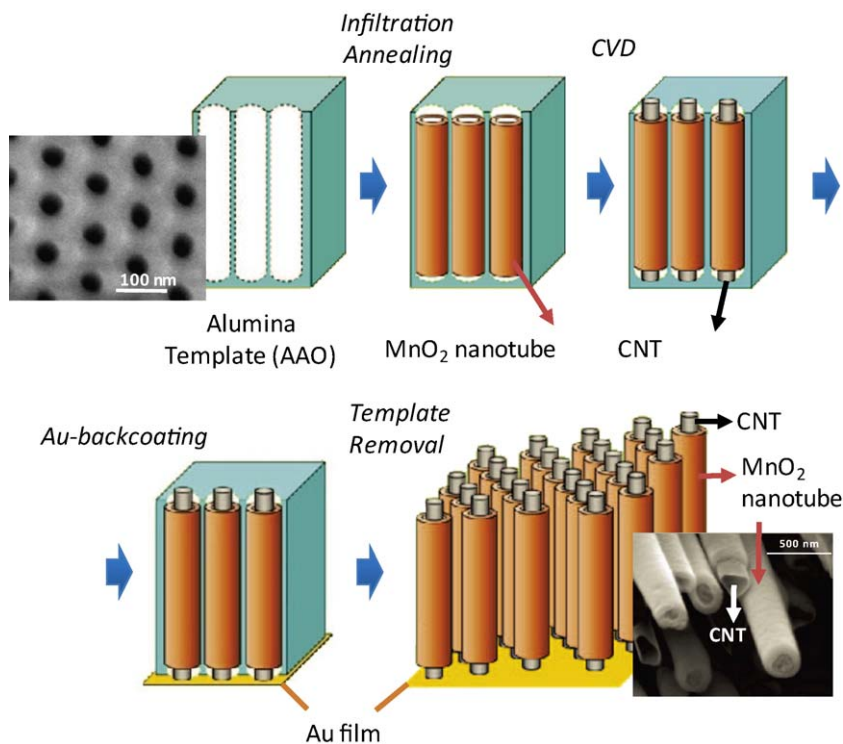 Infiltration
Annealing
CVD
100 nm
Alumina
Template (AAO)
MnO₂ nanotube
CNT
Au-backcoating
Template
Removal
CNT
MnO₂
nanotube
500 nm
CNT
Au film